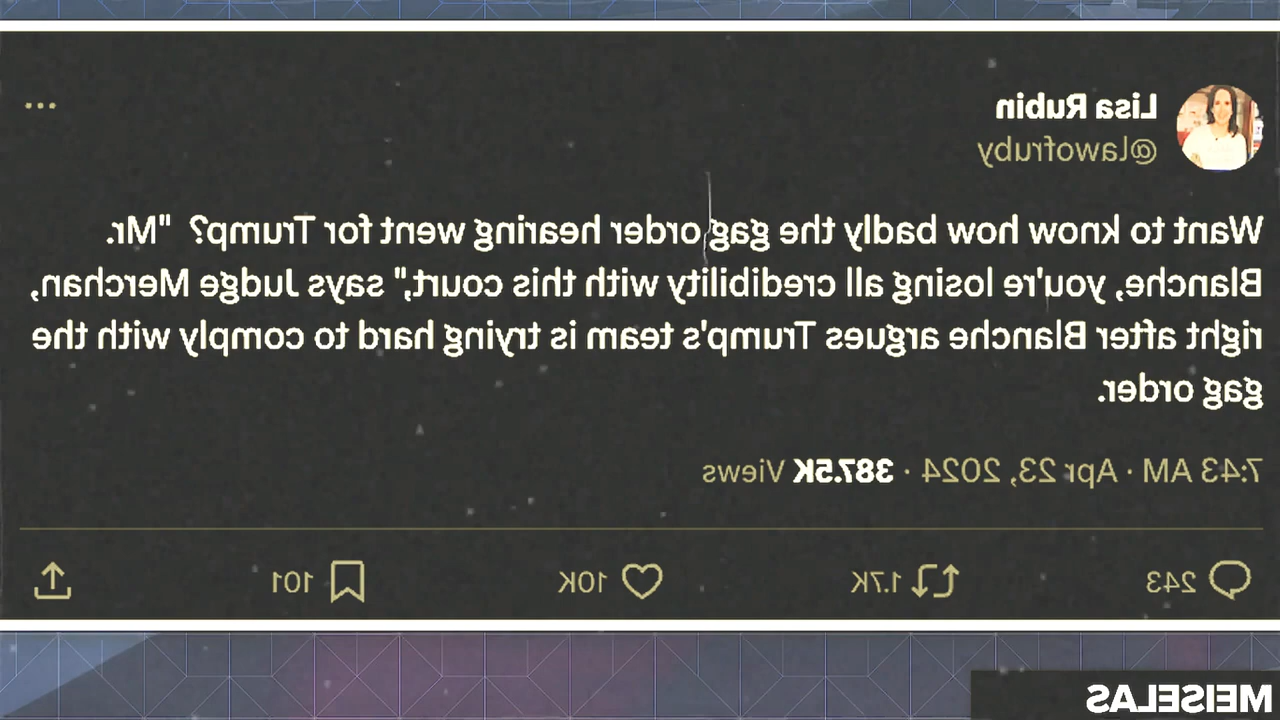 Lisa Rubin
@lawofruby
...
Want to know how badly the gag order hearing went for Trump? "Mr.
Blanche, you're losing all credibility with this court," says Judge Merchan,
right after Blanche argues Trump's team is trying hard to comply with the
gag order.
7:43 AM · Apr 23, 2024 · 387.5K Views
243 1.7K 10K 101
MEISELAS